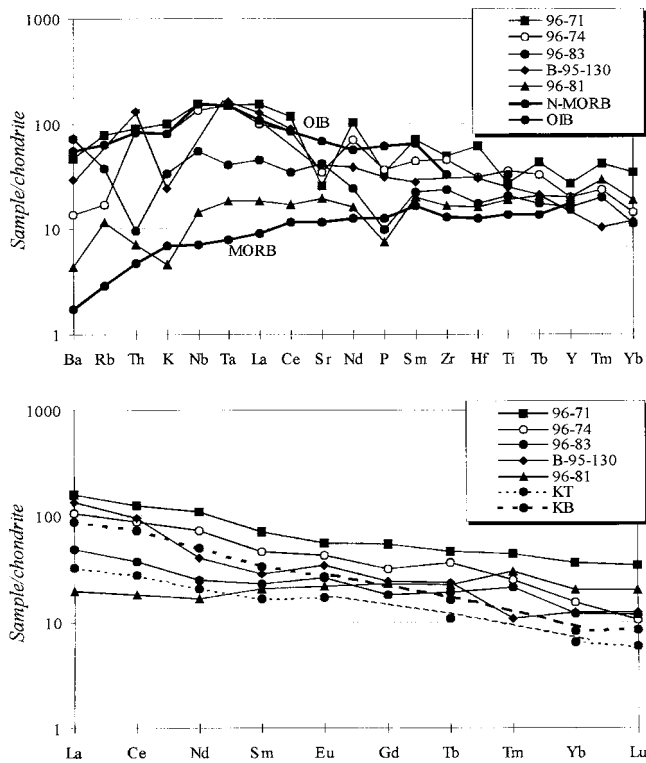 1000
100
10
1
Sample/chondrite
96-71
96-74
96-83
B-95-130
96-81
N-MORB
OIB
OIB
MORB
Ba Rb Th K Nb Ta La Ce Sr Nd P Sm Zr Hf Ti Tb Y Tm Yb
1000
100
10
1
Sample/chondrite
96-71
96-74
96-83
B-95-130
96-81
KT
KB
La Ce Nd Sm Eu Gd Tb Tm Yb Lu